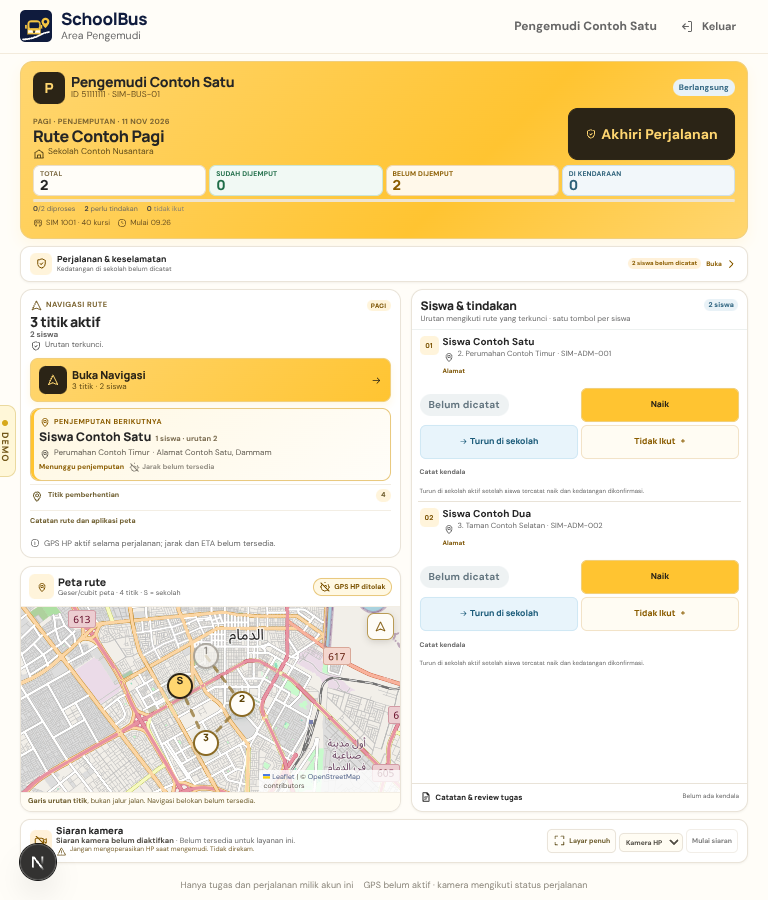 SchoolBus
Area Pengemudi
Pengemudi Contoh Satu
Keluar
P
Pengemudi Contoh Satu
ID 51111111 · SIM-BUS-01
Berlangsung
PAGI · PENJEMPUTAN · 11 NOV 2026
Rute Contoh Pagi
Sekolah Contoh Nusantara
Akhiri Perjalanan
TOTAL
2
SUDAH DIJEMPUT
0
BELUM DIJEMPUT
2
DI KENDARAAN
0
0/2 diproses 2 perlu tindakan 0 tidak ikut
SIM 1001 · 40 kursi Mulai 09.26
Perjalanan & keselamatan
Kedatangan di sekolah belum dicatat
2 siswa belum dicatat
Buka
NAVIGASI RUTE
PAGI
3 titik aktif
2 siswa
Urutan terkunci.
Buka Navigasi
3 titik · 2 siswa
PENJEMPUTAN BERIKUTNYA
Siswa Contoh Satu 1 siswa · urutan 2
Perumahan Contoh Timur · Alamat Contoh Satu, Dammam
Menunggu penjemputan Jarak belum tersedia
Titik pemberhentian
4
Catatan rute dan aplikasi peta
GPS HP aktif selama perjalanan; jarak dan ETA belum tersedia.
Peta rute
Geser/cubit peta · 4 titik · S = sekolah
GPS HP ditolak
613
الدمام
617
1
S
2
3
6
أول مدينة
صناعية
في الدمام
605
Leaflet | © OpenStreetMap
contributors
Garis urutan titik, bukan jalur jalan. Navigasi belokan belum tersedia.
Siswa & tindakan
2 siswa
Urutan mengikuti rute yang terkunci · satu tombol per siswa
01
Siswa Contoh Satu
2. Perumahan Contoh Timur · SIM-ADM-001
Alamat
Belum dicatat
Naik
→ Turun di sekolah
Tidak Ikut
Catat kendala
Turun di sekolah aktif setelah siswa tercatat naik dan kedatangan dikonfirmasi.
02
Siswa Contoh Dua
3. Taman Contoh Selatan · SIM-ADM-002
Alamat
Belum dicatat
Naik
→ Turun di sekolah
Tidak Ikut
Catat kendala
Turun di sekolah aktif setelah siswa tercatat naik dan kedatangan dikonfirmasi.
Catatan & review tugas
Belum ada kendala
DEMO
Siaran kamera
Siaran kamera belum diaktifkan · Belum tersedia untuk layanan ini.
Jangan mengoperasikan HP saat mengemudi. Tidak direkam.
Layar penuh
Kamera HP
Mulai siaran
N
Hanya tugas dan perjalanan milik akun ini GPS belum aktif · kamera mengikuti status perjalanan